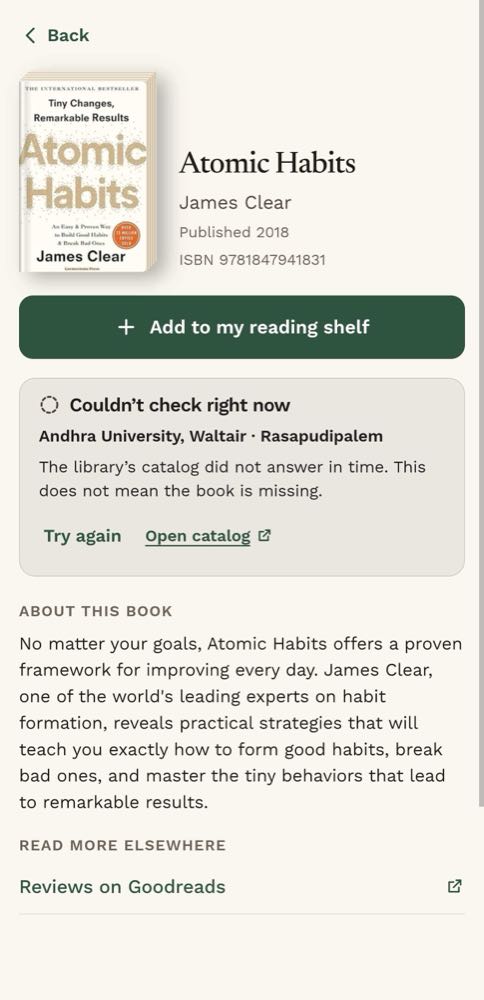 Back
THE INTERNATIONAL BESTSELLER
Tiny Changes,
Remarkable Results
Atomic
Habits
An Easy & Proven Way
to Build Good Habits
& Break Bad Ones
James Clear
Atomic Habits
James Clear
Published 2018
ISBN 9781847941831
Add to my reading shelf
Couldn’t check right now
Andhra University, Waltair · Rasapudipalem
The library’s catalog did not answer in time. This
does not mean the book is missing.
Try again Open catalog
ABOUT THIS BOOK
No matter your goals, Atomic Habits offers a proven
framework for improving every day. James Clear,
one of the world's leading experts on habit
formation, reveals practical strategies that will
teach you exactly how to form good habits, break
bad ones, and master the tiny behaviors that lead
to remarkable results.
READ MORE ELSEWHERE
Reviews on Goodreads